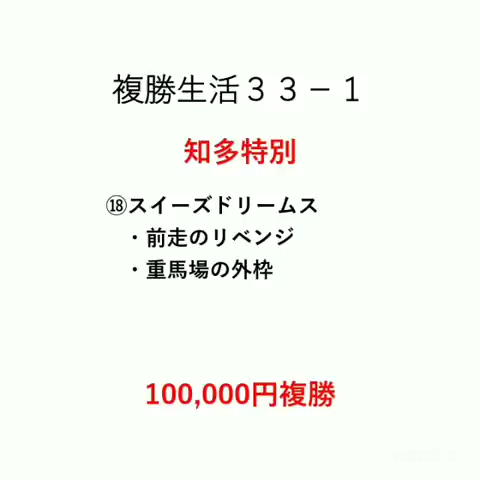 複勝生活３３－１
知多特別
⑱スイーズドリームス
・前走のリベンジ
・重馬場の外枠
100,000円複勝